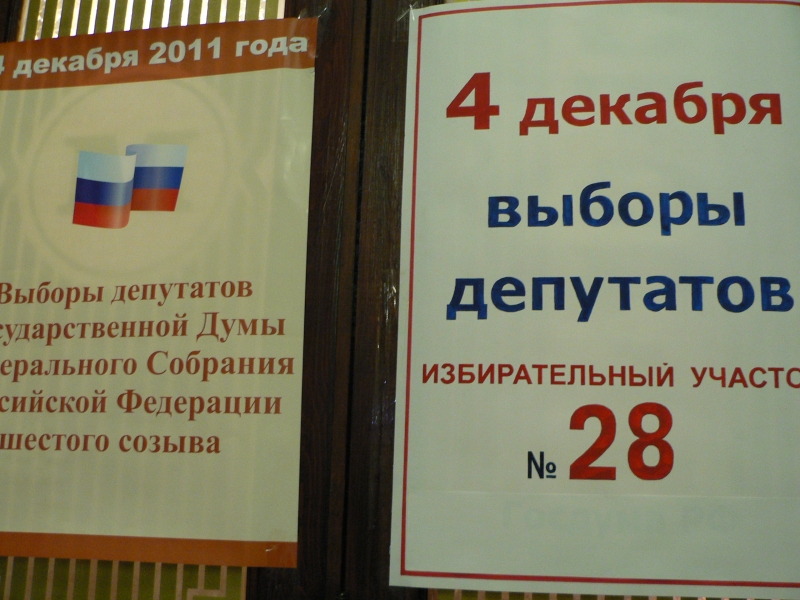 4 декабря 2011 года
Выборы депутатов
сударственной Думы
ерального Собрания
сийской Федерации
шестого созыва
4 декабря
выборы
депутатов
ИЗБИРАТЕЛЬНЫЙ УЧАСТО
№ 28